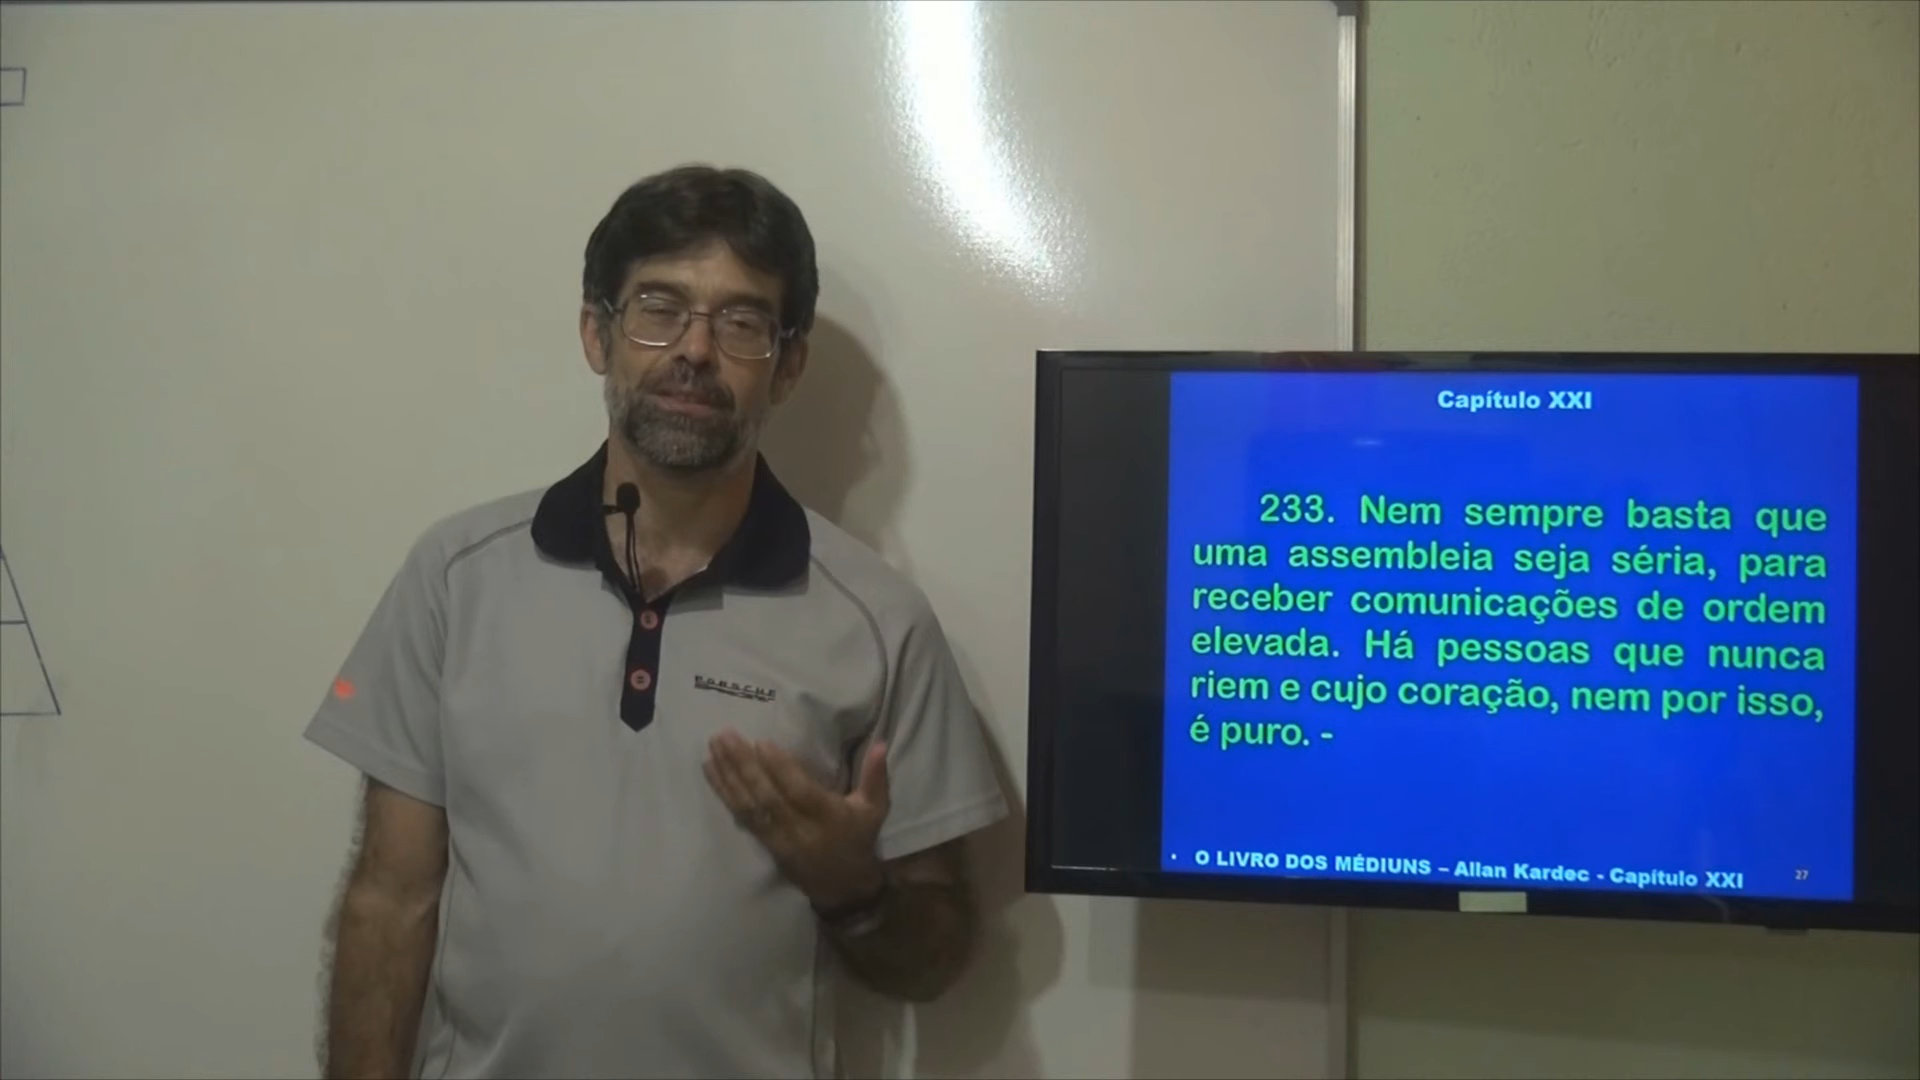 Capítulo XXI
233. Nem sempre basta que
uma assembleia seja séria, para
receber comunicações de ordem
elevada. Há pessoas que nunca
riem e cujo coração, nem por isso,
é puro. -
• O LIVRO DOS MÉDIUNS – Allan Kardec - Capítulo XXI
27
PORSCHE